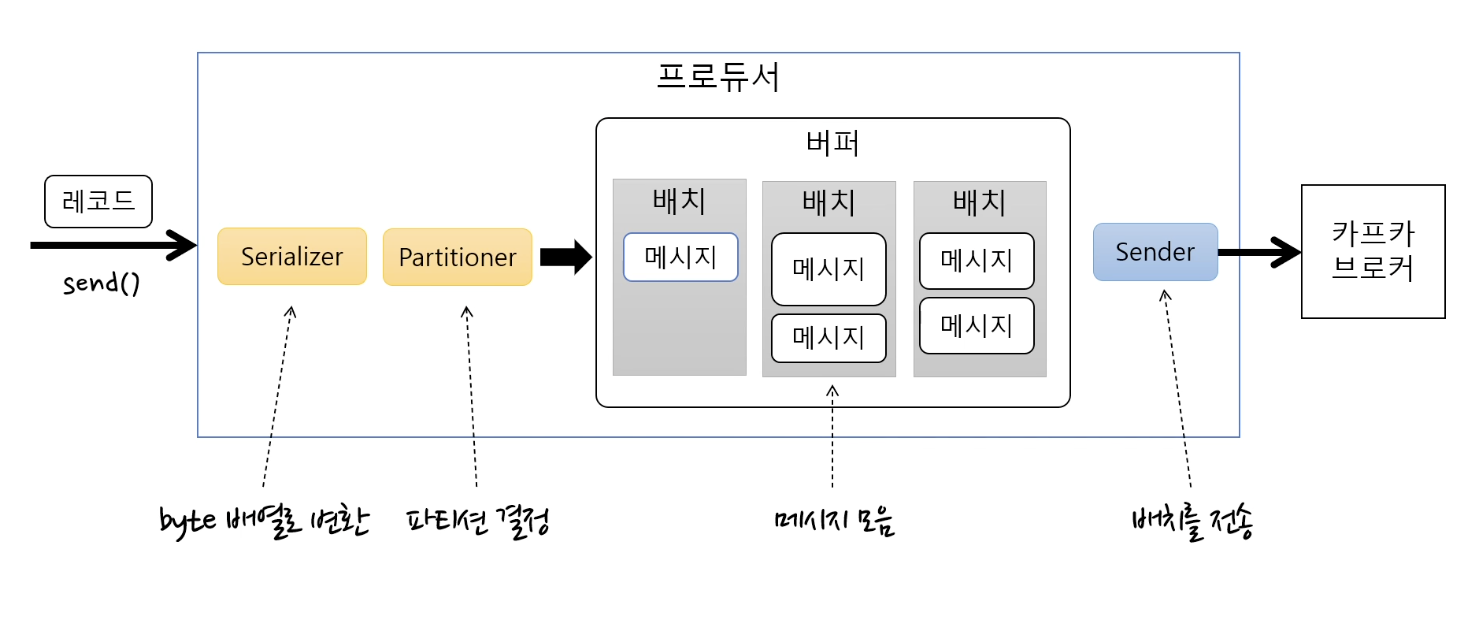 프로듀서
버퍼
레코드
send()
Serializer
Partitioner
배치
메시지
배치
메시지
메시지
배치
메시지
메시지
Sender
카프카
브로커
byte 배열로 변환
파티션 결정
메시지 모음
배치를 전송